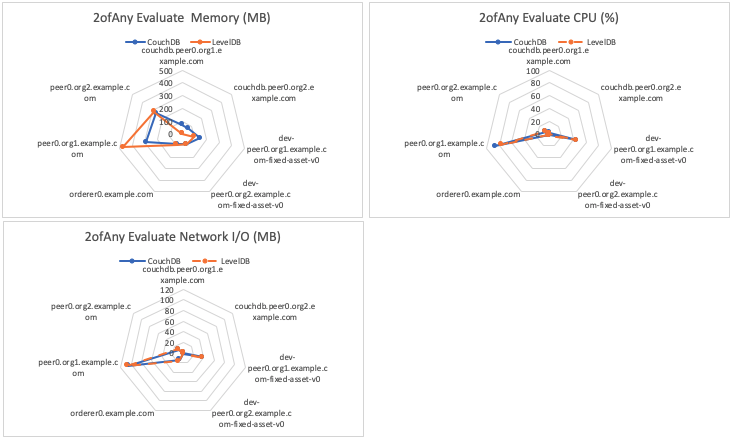 2ofAny Evaluate Memory (MB)
CouchDB LevelDB
couchdb.peer0.org1.e
xample.com
500
400
300
200
100
0
couchdb.peer0.org2.e
xample.com
dev-
peer0.org1.example.c
om-fixed-asset-v0
dev-
peer0.org2.example.c
om-fixed-asset-v0
orderer0.example.com
peer0.org1.example.c
om
peer0.org2.example.c
om
2ofAny Evaluate CPU (%)
CouchDB LevelDB
couchdb.peer0.org1.e
xample.com
100
80
60
40
20
0
couchdb.peer0.org2.e
xample.com
dev-
peer0.org1.example.c
om-fixed-asset-v0
dev-
peer0.org2.example.c
om-fixed-asset-v0
orderer0.example.com
peer0.org1.example.c
om
peer0.org2.example.c
om
2ofAny Evaluate Network I/O (MB)
CouchDB LevelDB
couchdb.peer0.org1.e
xample.com
120
100
80
60
40
20
0
couchdb.peer0.org2.e
xample.com
dev-
peer0.org1.example.c
om-fixed-asset-v0
dev-
peer0.org2.example.c
om-fixed-asset-v0
orderer0.example.com
peer0.org1.example.c
om
peer0.org2.example.c
om